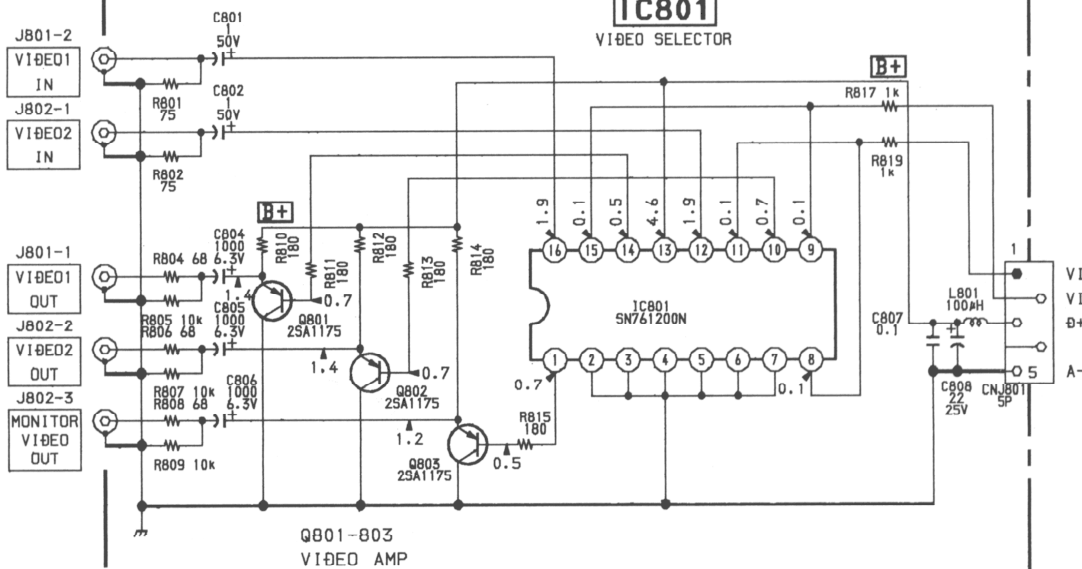 IC801
VIDEO SELECTOR
J801-2
VIDEO1
IN
C801
1
50V
R801
75
J802-1
VIDEO2
IN
C802
1
50V
R802
75
B+
R817 1k
R819
1k
B+
R810
180
R811
180
R812
180
R813
180
R814
180
1.9
0.1
0.5
4.6
1.9
0.1
0.7
0.1
16
15
14
13
12
11
10
9
IC801
SN761200N
1
2
3
4
5
6
7
8
0.7
0.1
J801-1
VIDEO1
OUT
R804 68
C804
1000
6.3V
1.4
0.7
Q801
2SA1175
R805 10k
J802-2
VIDEO2
OUT
R806 68
C805
1000
6.3V
1.4
0.7
Q802
2SA1175
R807 10k
J802-3
MONITOR
VIDEO
OUT
R808 68
C806
1000
6.3V
1.2
0.5
Q803
2SA1175
R809 10k
R815
180
1
VI
VI
L801
100μH
C807
0.1
C808
22
25V
5
A-
CNJ801
5P
Q801-803
VIDEO AMP